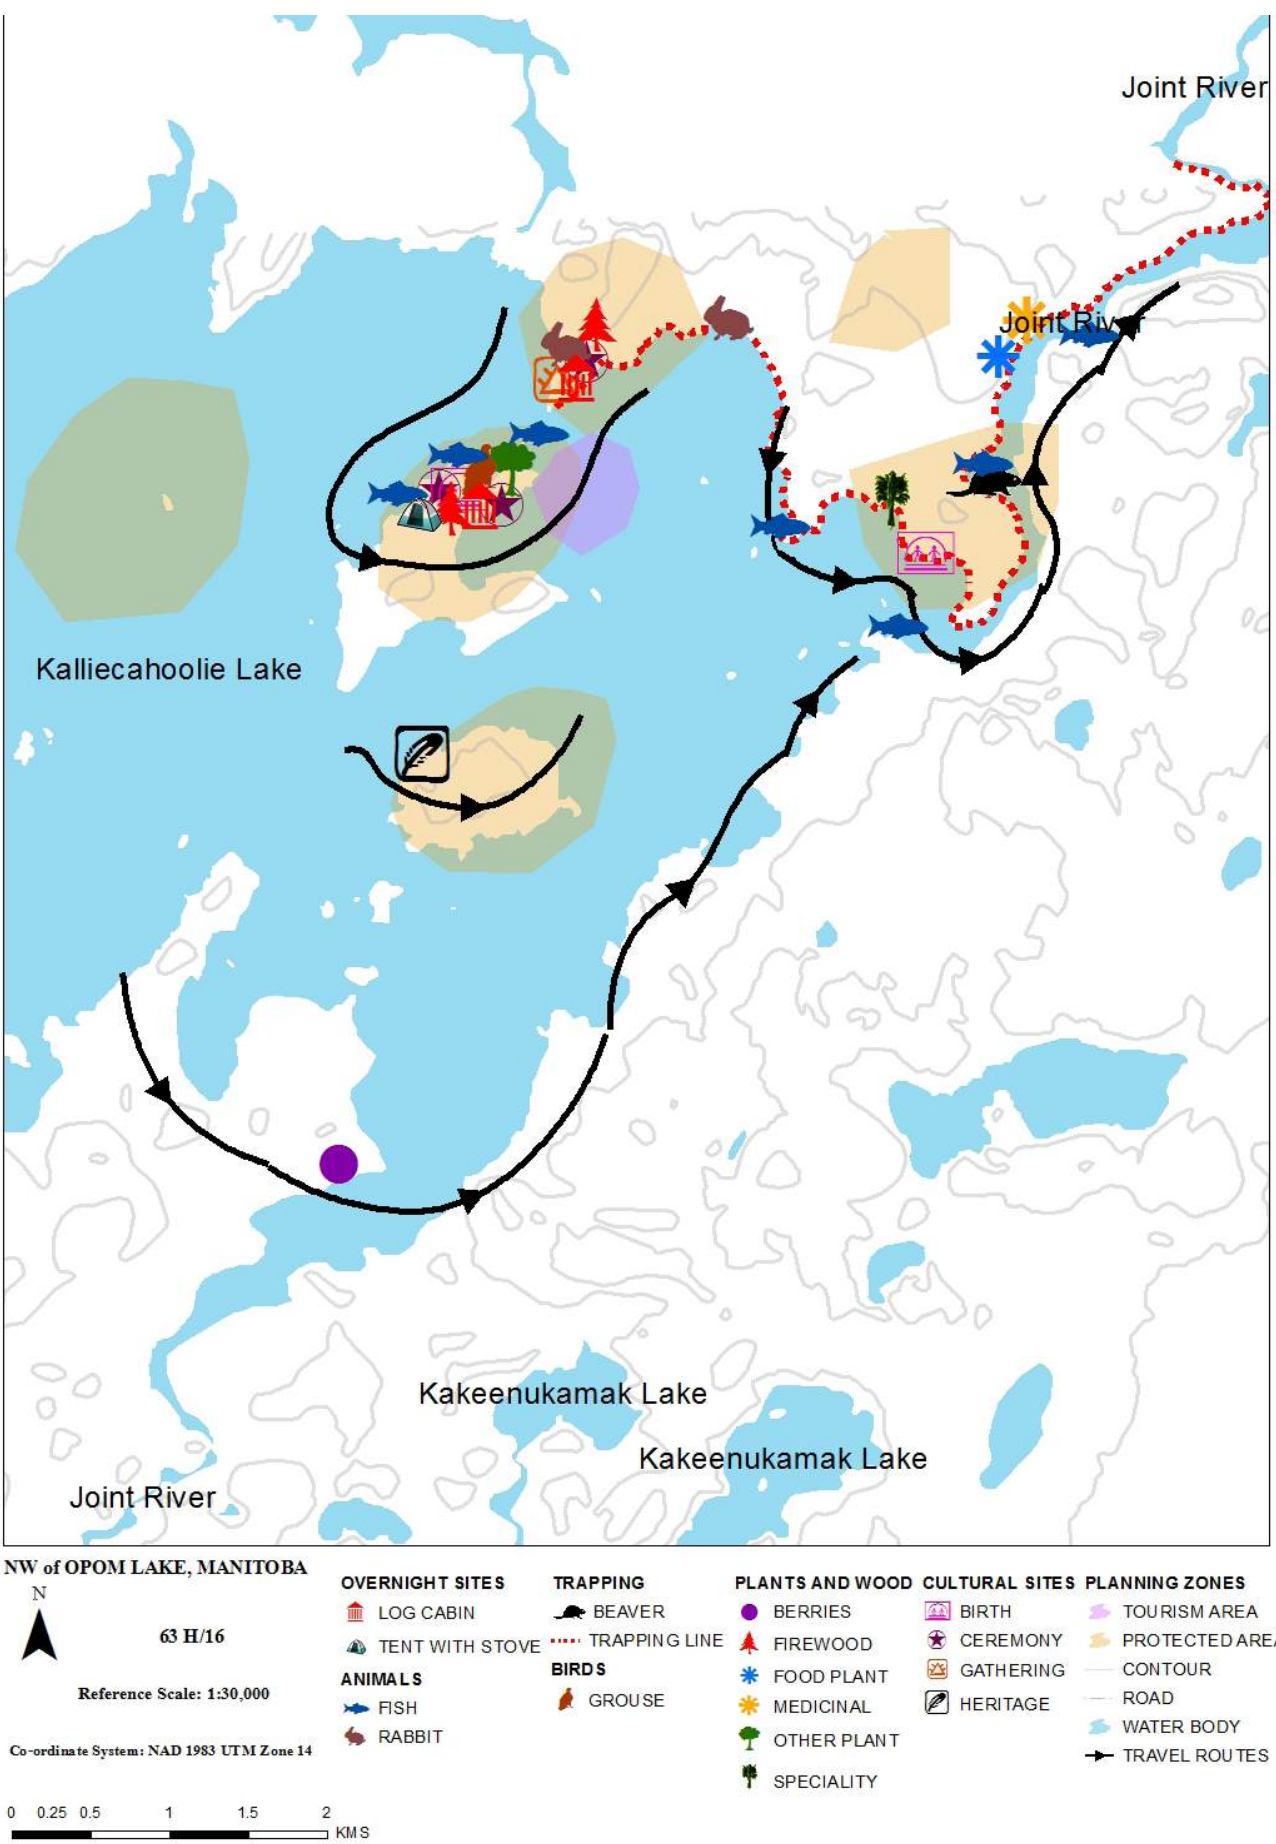 Joint River
Joint River
Kalliecahoolie Lake
Kakeenukamak Lake
Kakeenukamak Lake
Joint River
NW of OPOM LAKE, MANITOBA
N
63 H/16
Reference Scale: 1:30,000
Co-ordinate System: NAD 1983 UTM Zone 14
0 0.25 0.5 1 1.5 2
KMS
OVERNIGHT SITES
LOG CABIN
TENT WITH STOVE
ANIMALS
FISH
RABBIT
TRAPPING
BEAVER
TRAPPING LINE
BIRDS
GROUSE
PLANTS AND WOOD
BERRIES
FIREWOOD
FOOD PLANT
MEDICINAL
OTHER PLANT
SPECIALITY
CULTURAL SITES
BIRTH
CEREMONY
GATHERING
HERITAGE
PLANNING ZONES
TOURISM AREA
PROTECTED AREA
CONTOUR
ROAD
WATER BODY
TRAVEL ROUTES